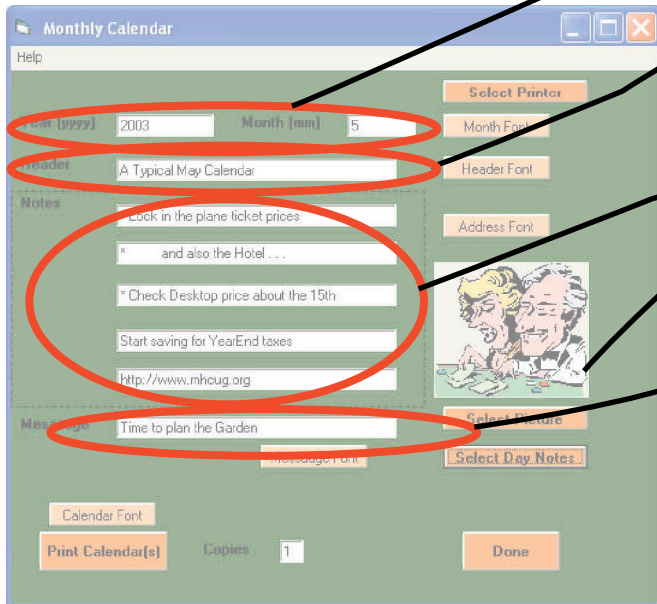 Monthly Calendar
Help
Select Printer
Year (yyyy) 2003 Month (mm) 5 Month Font
Header A Typical May Calendar Header Font
Notes
* Lock in the plane ticket prices
Address Font
* and also the Hotel . . .
* Check Desktop price about the 15th
Start saving for YearEnd taxes
http://www.mhcug.org
Message Time to plan the Garden Select Picture
Message Font Select Day Notes
Calendar Font
Print Calendar(s) Copies 1 Done